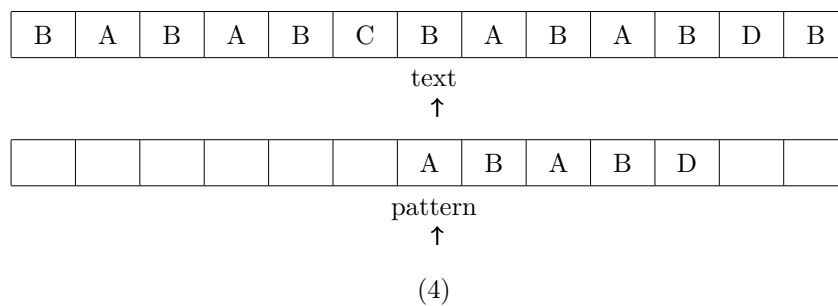 B A B A B C B A B A B D B
text
↑
A B A B D
pattern
↑
(4)